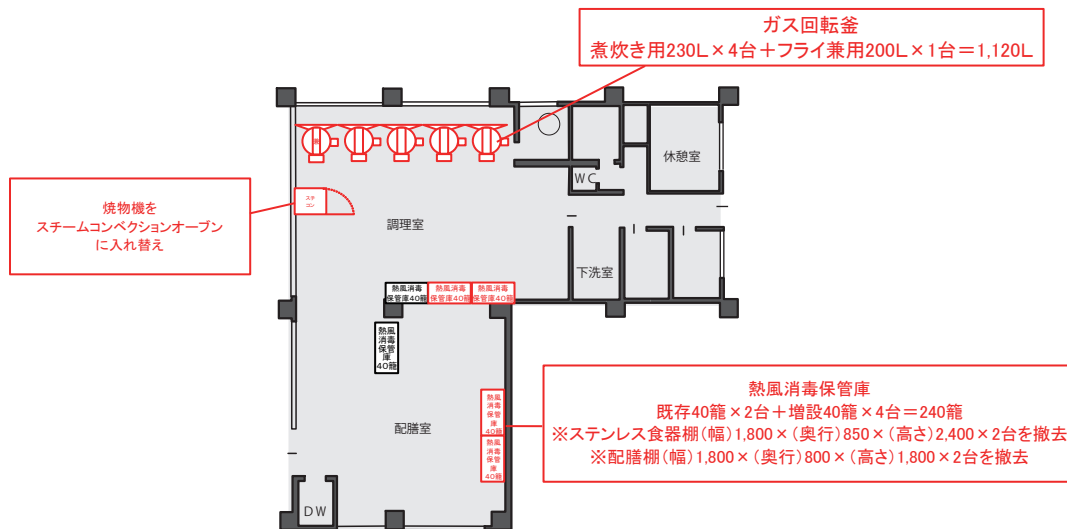 ガス回転釜
煮炊き用230L×4台+フライ兼用200L×1台=1,120L
休憩室
WC
焼物機を
スチームコンベクションオーブン
に入れ替え
スチ
コン
調理室
下洗室
熱風消毒
保管庫40籠
熱風消毒
保管庫40籠
熱風消毒
保管庫40籠
熱風
消毒
保管
庫
40籠
配膳室
熱風
消毒
保管
庫
40籠
熱風
消毒
保管
庫
40籠
熱風消毒保管庫
既存40籠×2台+増設40籠×4台=240籠
※ステンレス食器棚(幅)1,800×(奥行)850×(高さ)2,400×2台を撤去
※配膳棚(幅)1,800×(奥行)800×(高さ)1,800×2台を撤去
DW